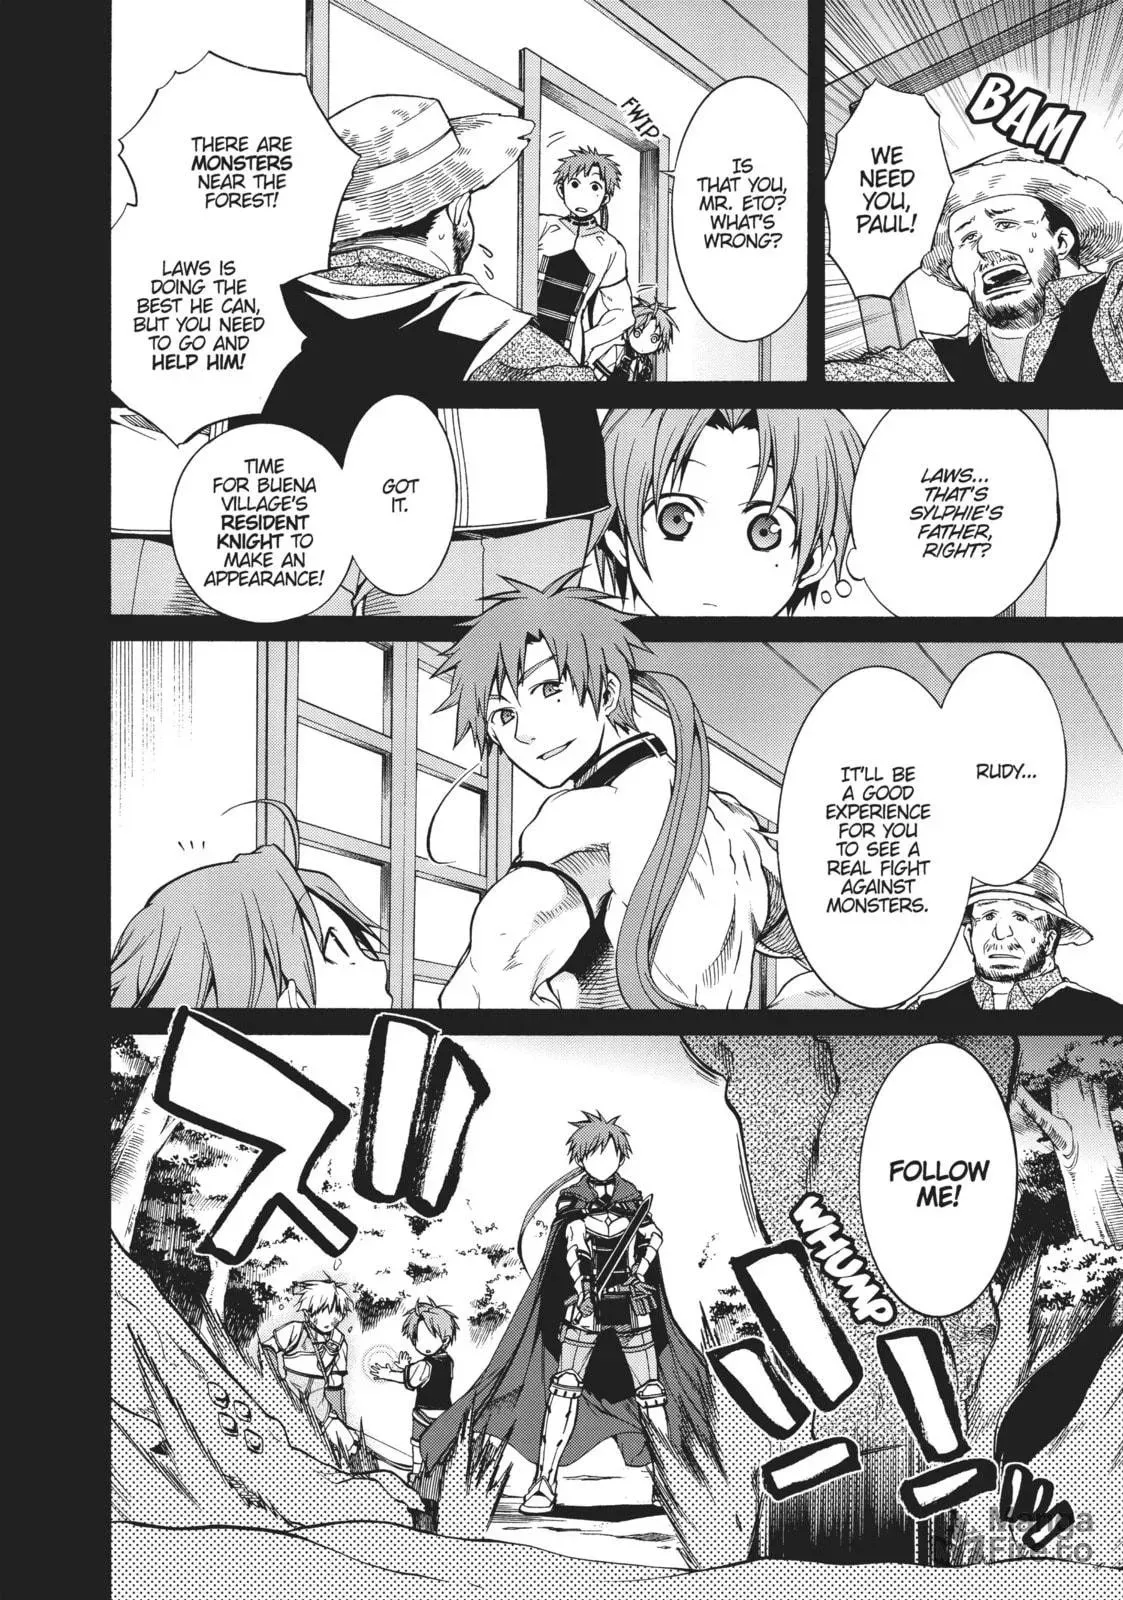 BAM
WE
NEED
YOU,
PAUL!
FWIP
IS
THAT YOU,
MR. ETO?
WHAT'S
WRONG?
THERE ARE
MONSTERS
NEAR THE
FOREST!
LAWS IS
DOING THE
BEST HE CAN,
BUT YOU NEED
TO GO AND
HELP HIM!
LAWS...
THAT'S
SYLPHIE'S
FATHER,
RIGHT?
GOT
IT.
TIME
FOR BUENA
VILLAGE'S
RESIDENT
KNIGHT TO
MAKE AN
APPEARANCE!
RUDY...
IT'LL BE
A GOOD
EXPERIENCE
FOR YOU
TO SEE A
REAL FIGHT
AGAINST
MONSTERS.
FOLLOW
ME!
WHUMP
ズズ